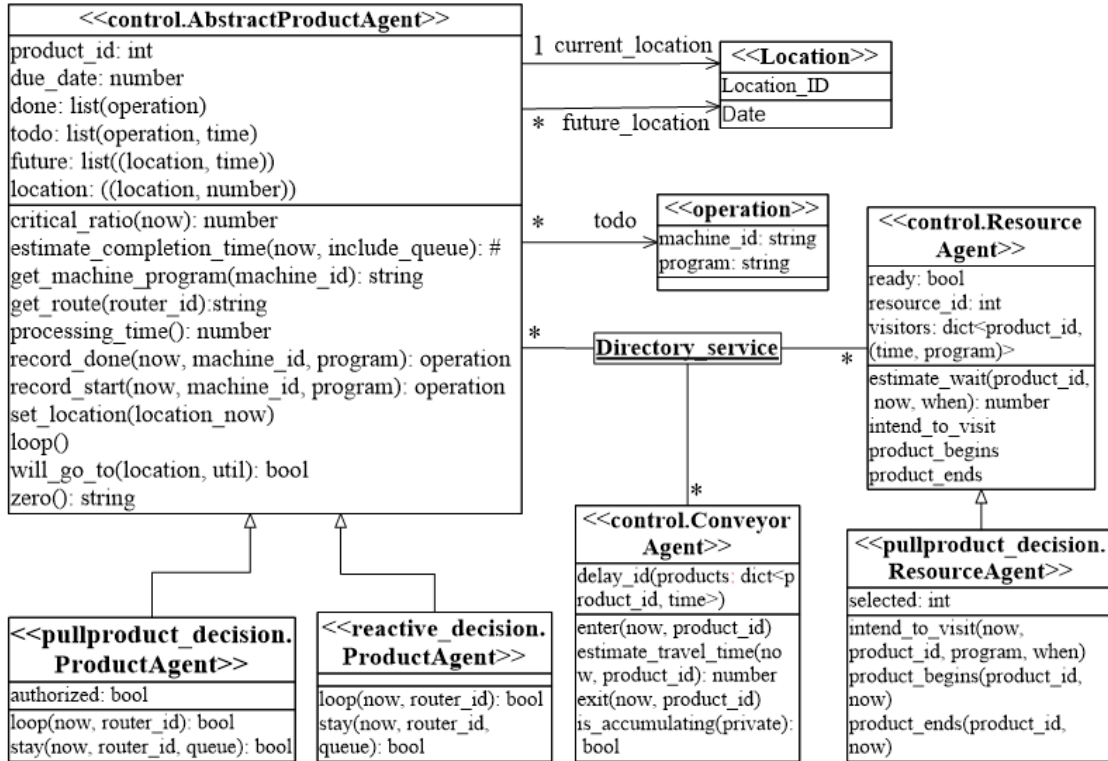 <<control.AbstractProductAgent>>
product_id: int
due_date: number
done: list(operation)
todo: list(operation, time)
future: list((location, time))
location: ((location, number))
critical_ratio(now): number
estimate_completion_time(now, include_queue): #
get_machine_program(machine_id): string
get_route(router_id):string
processing_time(): number
record_done(now, machine_id, program): operation
record_start(now, machine_id, program): operation
set_location(location_now)
loop()
will_go_to(location, util): bool
zero(): string
1 current_location
* future_location
<<Location>>
Location_ID
Date
* todo
<<operation>>
machine_id: string
program: string
* Directory_service *
*
<<control.Resource
Agent>>
ready: bool
resource_id: int
visitors: dict<product_id,
(time, program)>
estimate_wait(product_id,
now, when): number
intend_to_visit
product_begins
product_ends
<<pullproduct_decision.
ProductAgent>>
authorized: bool
loop(now, router_id): bool
stay(now, router_id, queue): bool
<<reactive_decision.
ProductAgent>>
loop(now, router_id): bool
stay(now, router_id,
queue): bool
<<control.Conveyor
Agent>>
delay_id(products: dict<p
roduct_id, time>)
enter(now, product_id)
estimate_travel_time(no
w, product_id): number
exit(now, product_id)
is_accumulating(private):
bool
<<pullproduct_decision.
ResourceAgent>>
selected: int
intend_to_visit(now,
product_id, program, when)
product_begins(product_id,
now)
product_ends(product_id,
now)